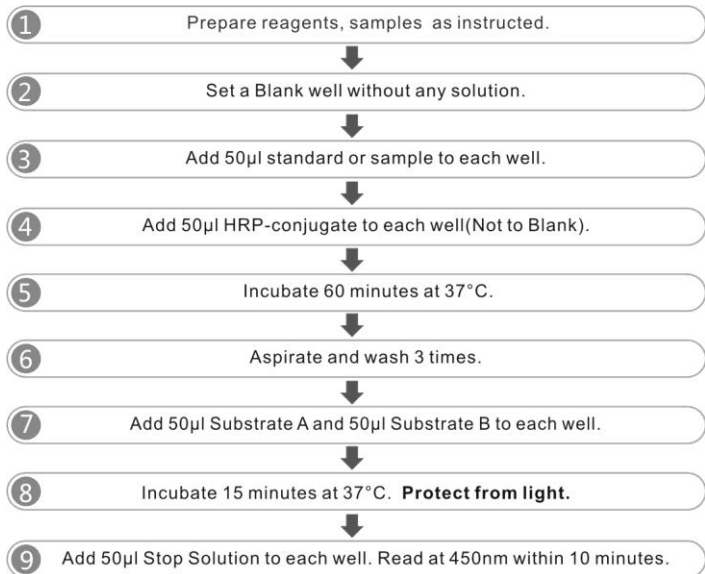 1 Prepare reagents, samples as instructed.
2 Set a Blank well without any solution.
3 Add 50μl standard or sample to each well.
4 Add 50μl HRP-conjugate to each well(Not to Blank).
5 Incubate 60 minutes at 37°C.
6 Aspirate and wash 3 times.
7 Add 50μl Substrate A and 50μl Substrate B to each well.
8 Incubate 15 minutes at 37°C. Protect from light.
9 Add 50μl Stop Solution to each well. Read at 450nm within 10 minutes.